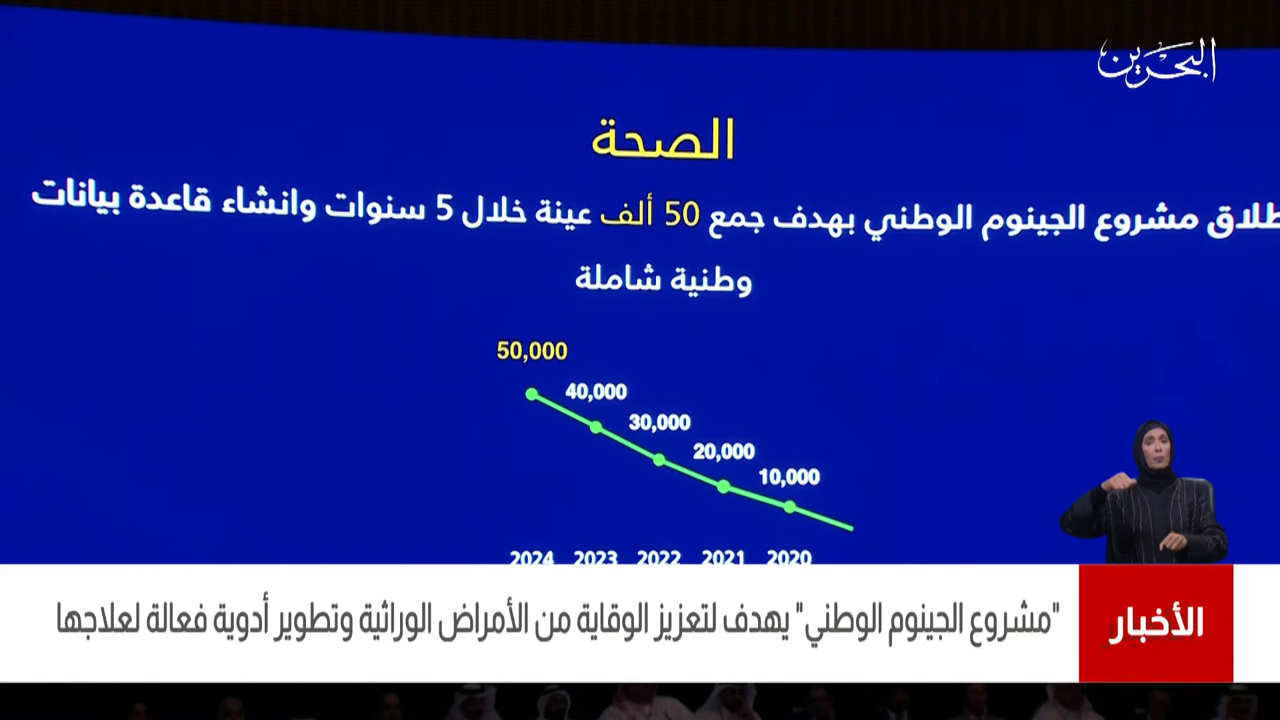 البحرين
الصحة
طلاق مشروع الجينوم الوطني بهدف جمع 50 ألف عينة خلال 5 سنوات وانشاء قاعدة بيانات
وطنية شاملة
50,000
40,000
30,000
20,000
10,000
2024 2023 2022 2021 2020
الأخبار
"مشروع الجينوم الوطني" يهدف لتعزيز الوقاية من الأمراض الوراثية وتطوير أدوية فعالة لعلاجها